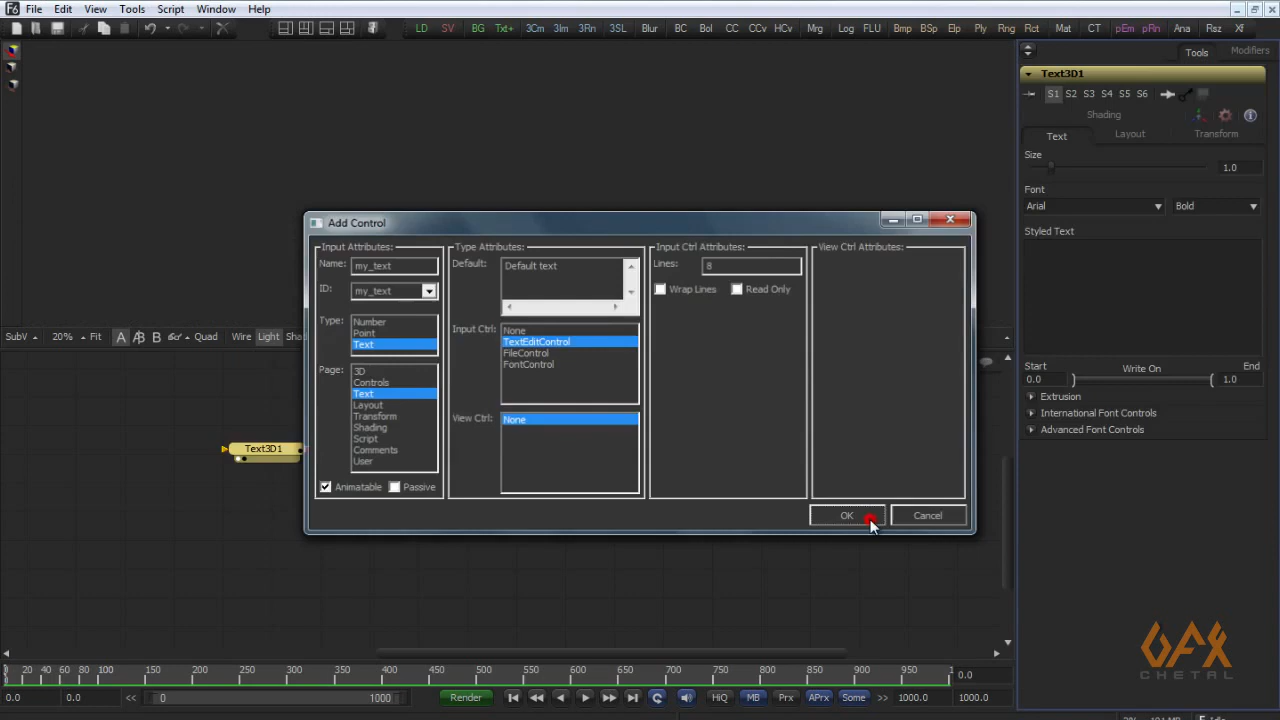 F6 File Edit View Tools Script Window Help
LD SV BG Txt+ 3Cm 3Im 3Rn 3SL Blur BC Bol CC CCv HCv Mrg Log FLU Bmp BSp Elp Ply Rng Rct Mat CT pEm pRn Ana Rsz Xf
Tools Modifiers
Text3D1
S1 S2 S3 S4 S5 S6
Shading
Text Layout Transform
Size
1.0
Font
Arial Bold
Styled Text
Start Write On End
0.0 1.0
Extrusion
International Font Controls
Advanced Font Controls
Add Control
Input Attributes: Type Attributes: Input Ctrl Attributes: View Ctrl Attributes:
Name: my_text Default: Default text Lines: 8
ID: my_text Wrap Lines Read Only
Type: Number
Point
Text
Input Ctrl: None
TextEditControl
FileControl
FontControl
Page: 3D
Controls
Text
Layout
Transform
Shading
Script
Comments
User
View Ctrl: None
Animatable Passive
OK Cancel
SubV 20% Fit A B Quad Wire Light
Text3D1
0 20 40 60 80 100 150 200 250 300 350 400 450 500 550 600 650 700 750 800 850 900 950 0.0
0.0 0.0 << 0 1000 Render HiQ MB Prx APrx Some >> 1000.0 1000.0
GFX
CHETAL